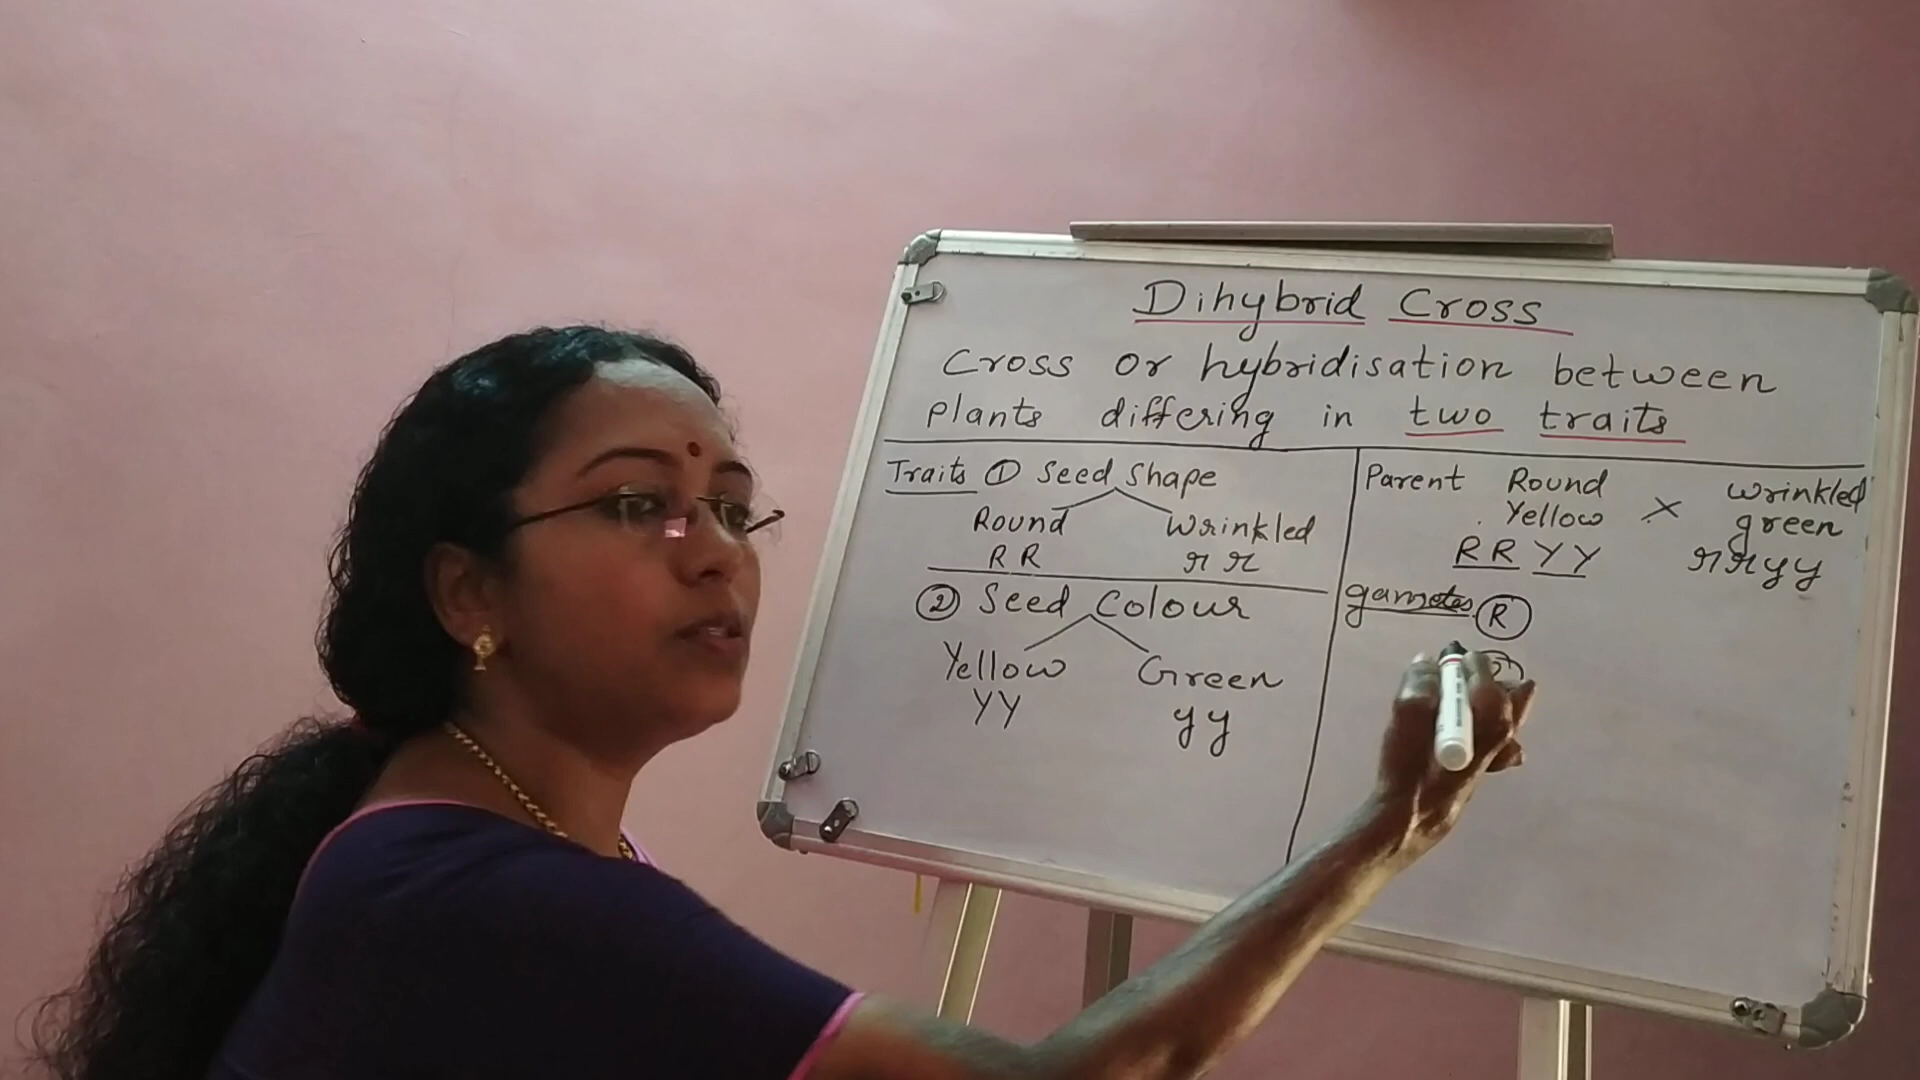 Dihybrid Cross
Cross or hybridisation between
plants differing in two traits
Traits ① Seed Shape
Round Wrinkled
RR rr
② Seed Colour
Yellow Green
YY yy
Parent Round × Wrinkled
Yellow green
RRYY rryy
gametes R